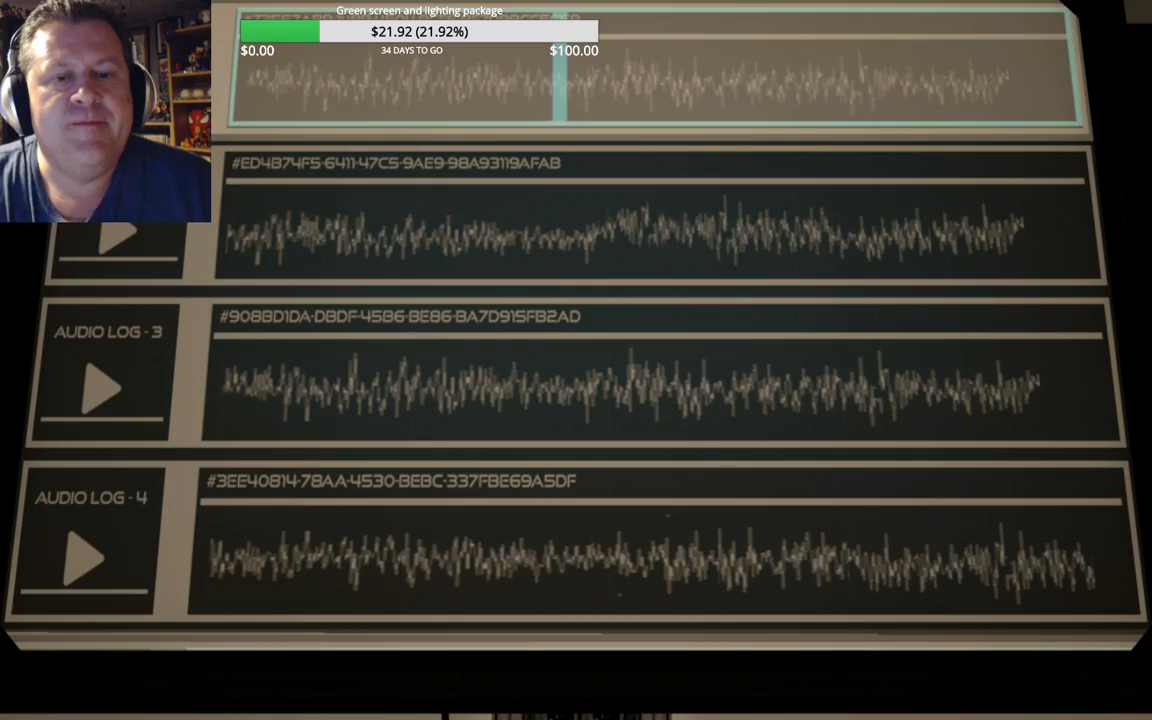 Green screen and lighting package
$21.92 (21.92%)
$0.00
34 DAYS TO GO
$100.00
#ED4B74F5-6411-47C5-9AE9-98A93119AFAB
AUDIO LOG - 3
#908BD1DA-DBDF-45B6-BE86-BA7D915FB2AD
AUDIO LOG - 4
#3EE40814-78AA-4530-BEBC-337FBE69A5DF